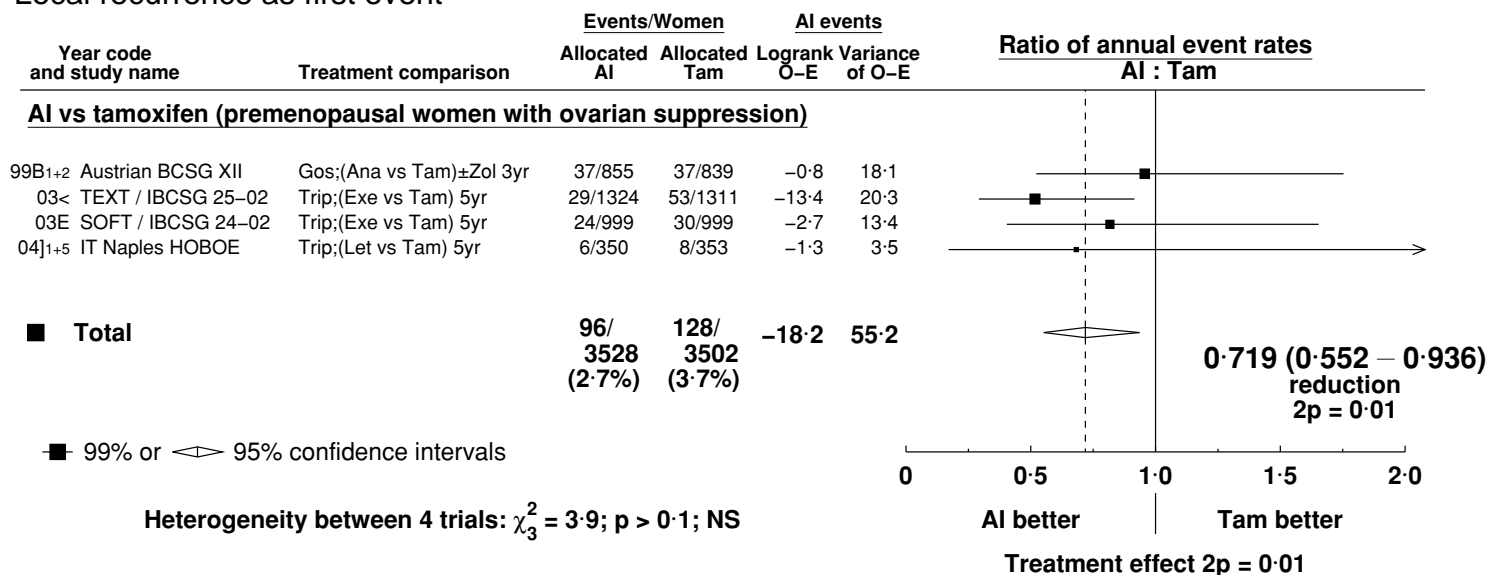 Local recurrence as first event
Events/Women AI events
Year code and study name Treatment comparison Allocated AI Allocated Tam Logrank O–E Variance of O–E Ratio of annual event rates AI : Tam
AI vs tamoxifen (premenopausal women with ovarian suppression)
99B1+2 Austrian BCSG XII Gos;(Ana vs Tam)±Zol 3yr 37/855 37/839 –0·8 18·1
03< TEXT / IBCSG 25–02 Trip;(Exe vs Tam) 5yr 29/1324 53/1311 –13·4 20·3
03E SOFT / IBCSG 24–02 Trip;(Exe vs Tam) 5yr 24/999 30/999 –2·7 13·4
04]1+5 IT Naples HOBOE Trip;(Let vs Tam) 5yr 6/350 8/353 –1·3 3·5
Total 96/ 128/ –18·2 55·2
3528 3502
(2·7%) (3·7%)
0·719 (0·552 – 0·936)
reduction
2p = 0·01
99% or 95% confidence intervals
0 0·5 1·0 1·5 2·0
Heterogeneity between 4 trials: χ²₃ = 3·9; p > 0·1; NS
AI better Tam better
Treatment effect 2p = 0·01